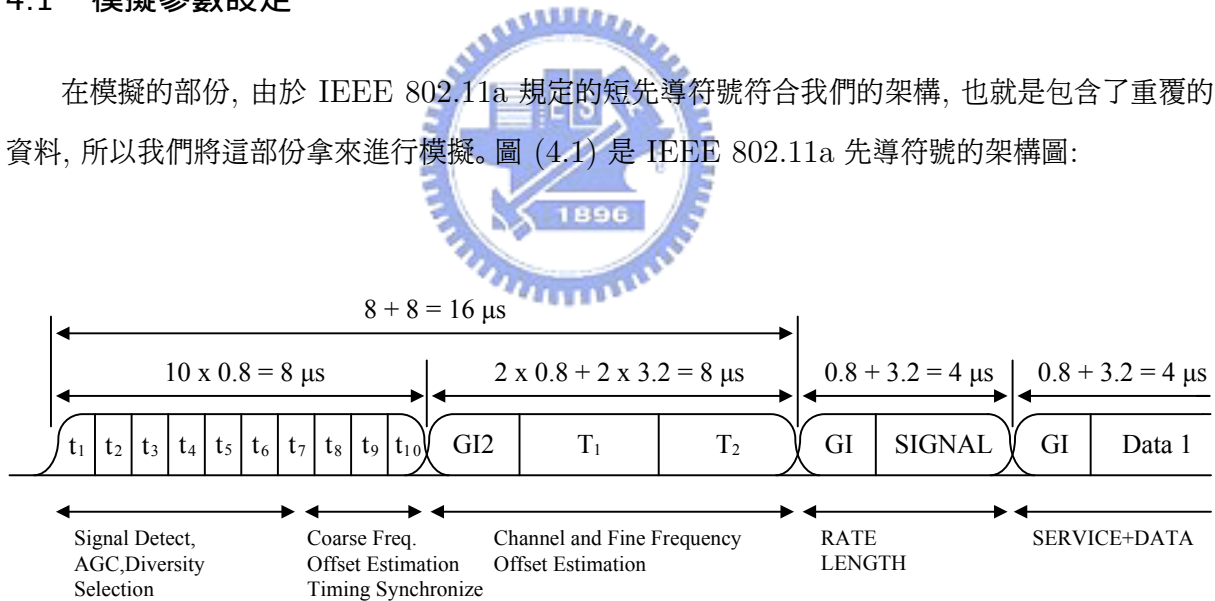 4.1 模擬參數設定
在模擬的部份, 由於 IEEE 802.11a 規定的短先導符號符合我們的架構, 也就是包含了重覆的
資料, 所以我們將這部份拿來進行模擬。圖 (4.1) 是 IEEE 802.11a 先導符號的架構圖:
ES
1896
8 + 8 = 16 μs
10 x 0.8 = 8 μs 2 x 0.8 + 2 x 3.2 = 8 μs 0.8 + 3.2 = 4 μs 0.8 + 3.2 = 4 μs
t₁ t₂ t₃ t₄ t₅ t₆ t₇ t₈ t₉ t₁₀ GI2 T₁ T₂ GI SIGNAL GI Data 1
Signal Detect,
AGC,Diversity
Selection
Coarse Freq.
Offset Estimation
Timing Synchronize
Channel and Fine Frequency
Offset Estimation
RATE
LENGTH
SERVICE+DATA